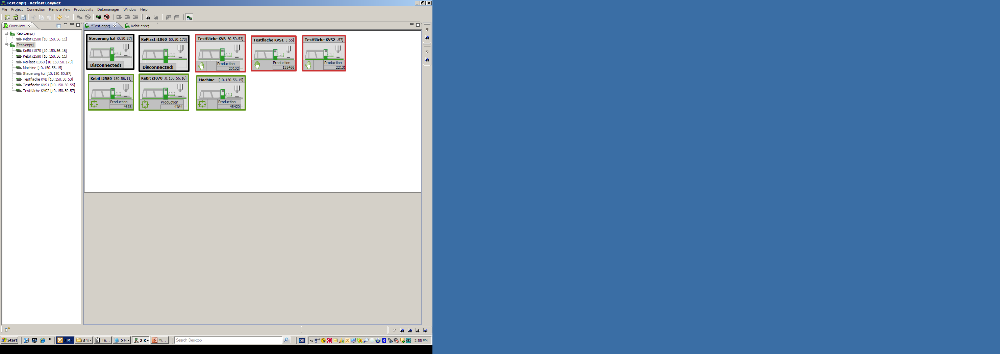 Test.enprj - KePlast EasyNet
File Project Connection Remote View Productivity Datamanager Window Help
Overview
Kebit.enprj
Kebit i2580 [10.150.56.11]
Test.enprj
KeBit i1070 [10.150.56.16]
Kebit i2580 [10.150.56.11]
KePlast i1060 [10.150.50.173]
Machine [10.150.56.15]
Steuerung hzl [10.150.50.87]
Testfläche KVB [10.150.50.53]
Testfläche KVS1 [10.150.50.55]
Testfläche KVS2 [10.150.50.57]
*Test.enprj Kebit.enprj
Steuerung hzl i0.50.87]
Disconnected!
KePlast i1060 50.50.173]
Disconnected!
Testfläche KVB 50.50.53]
Production
20102
Testfläche KVS1 0.55]
Production
135436
Testfläche KVS2 .57]
Production
22135
Kebit i2580 150.56.11]
Production
4638
KeBit i1070 .0.150.56.16]
Production
4784
Machine [10.150.56.15]
Production
45420
Start » M 2 W Te... 5 N 2 K Mi... Search Desktop DE « 2:55 PM